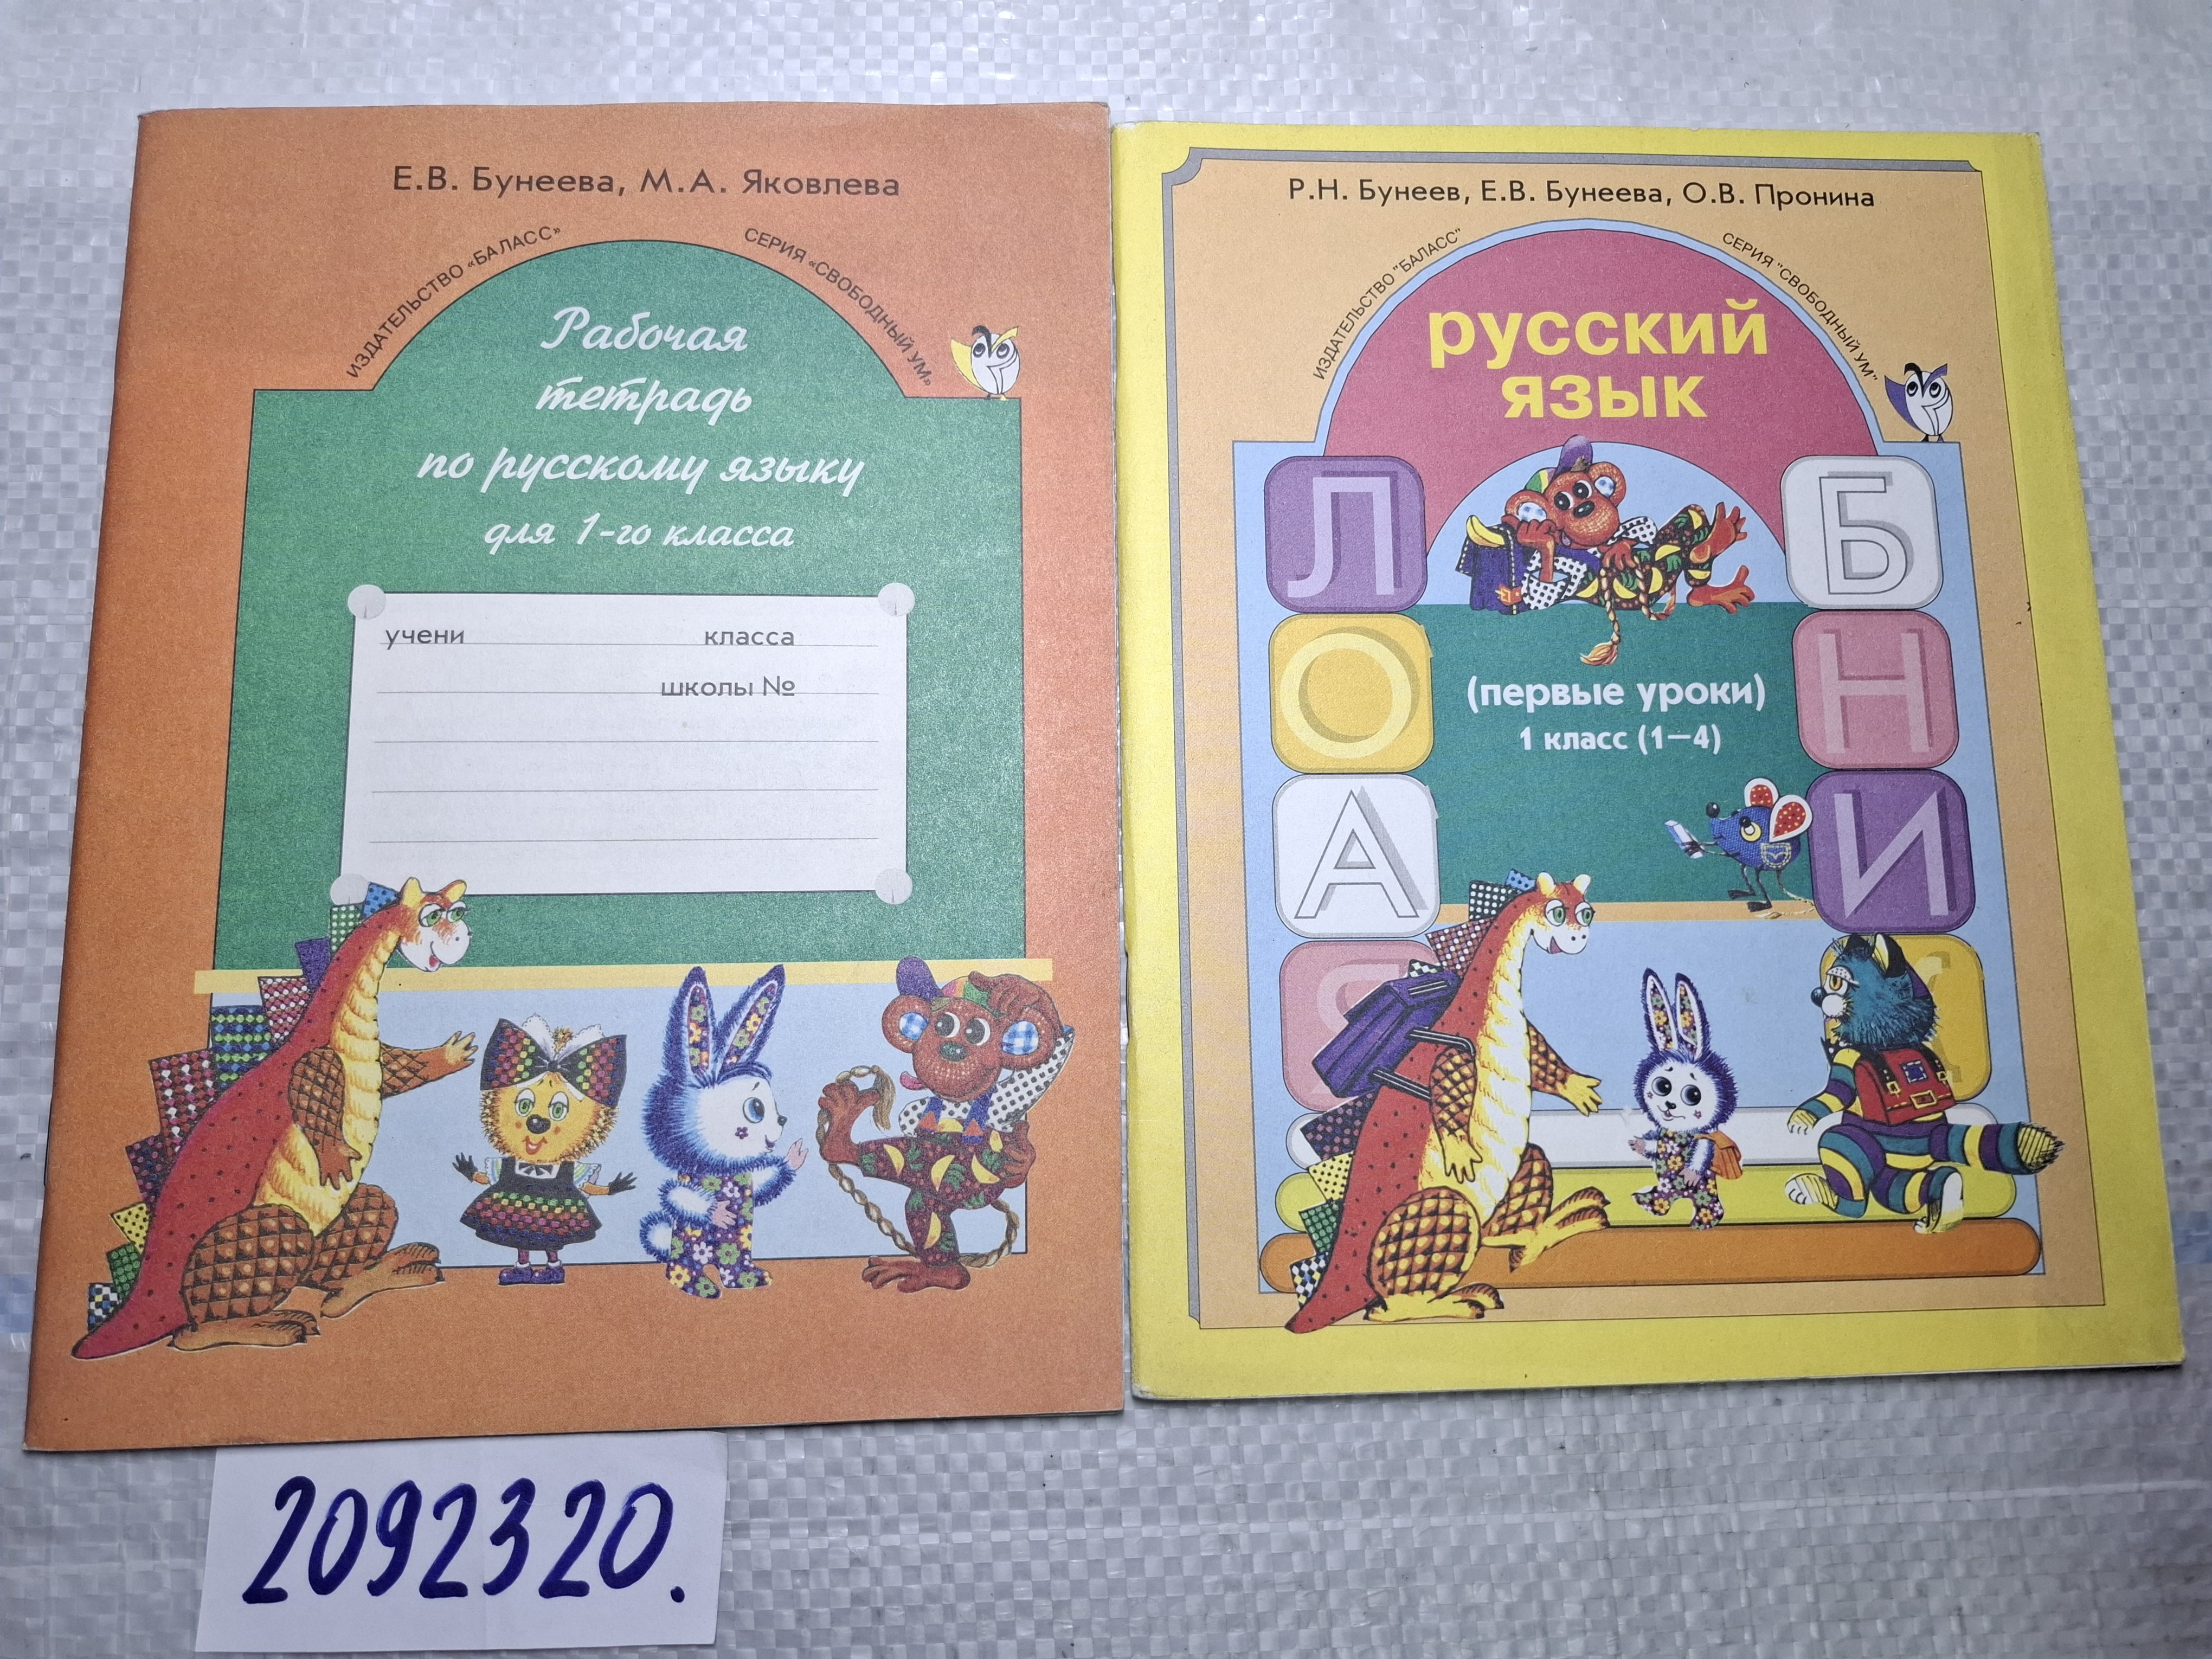 Е.В. Бунеева, М.А. Яковлева
ИЗДАТЕЛЬСТВО «БАЛАСС»
СЕРИЯ «СВОБОДНЫЙ УМ»
Рабочая
тетрадь
по русскому языку
для 1-го класса
учени класса
школы №
Р.Н. Бунеев, Е.В. Бунеева, О.В. Пронина
ИЗДАТЕЛЬСТВО "БАЛАСС"
СЕРИЯ "СВОБОДНЫЙ УМ"
русский
язык
Л Б
О Н
А И
Я
(первые уроки)
1 класс (1–4)
2092320.